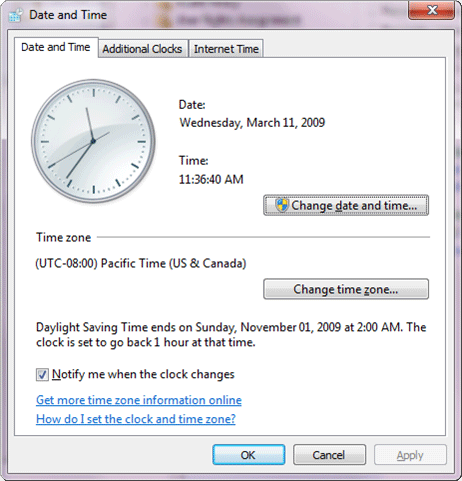 Date and Time
Date and Time
Additional Clocks
Internet Time
Date:
Wednesday, March 11, 2009
Time:
11:36:40 AM
Change date and time...
Time zone
(UTC-08:00) Pacific Time (US & Canada)
Change time zone...
Daylight Saving Time ends on Sunday, November 01, 2009 at 2:00 AM. The
clock is set to go back 1 hour at that time.
Notify me when the clock changes
Get more time zone information online
How do I set the clock and time zone?
OK
Cancel
Apply